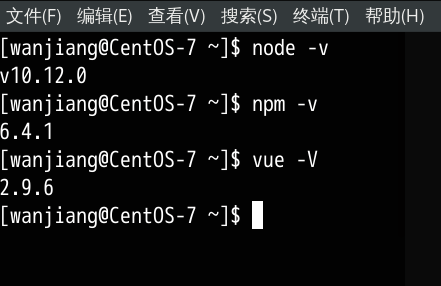 文件(F) 编辑(E) 查看(V) 搜索(S) 终端(T) 帮助(H)
[wanjiang@CentOS-7 ~]$ node -v
v10.12.0
[wanjiang@CentOS-7 ~]$ npm -v
6.4.1
[wanjiang@CentOS-7 ~]$ vue -V
2.9.6
[wanjiang@CentOS-7 ~]$